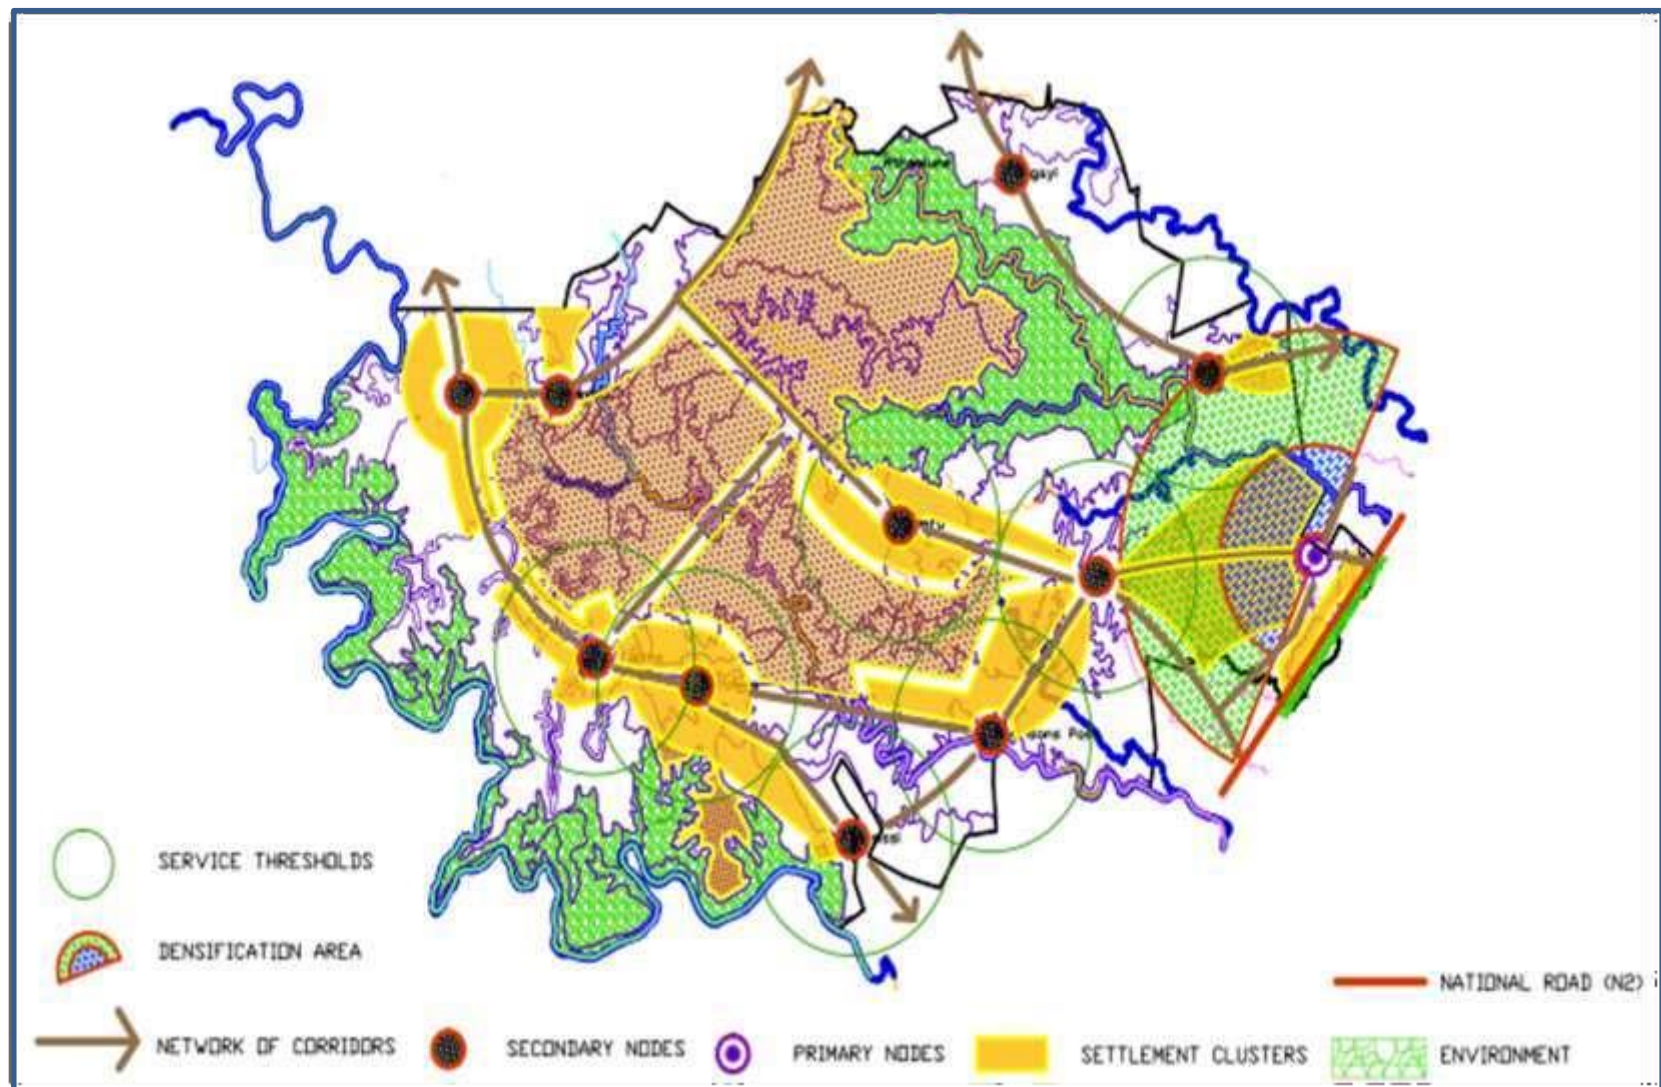 SERVICE THRESHOLDS
DENSIFICATION AREA
NATIONAL ROAD (N2)
NETWORK OF CORRIDORS
SECONDARY NODES
PRIMARY NODES
SETTLEMENT CLUSTERS
ENVIRONMENT